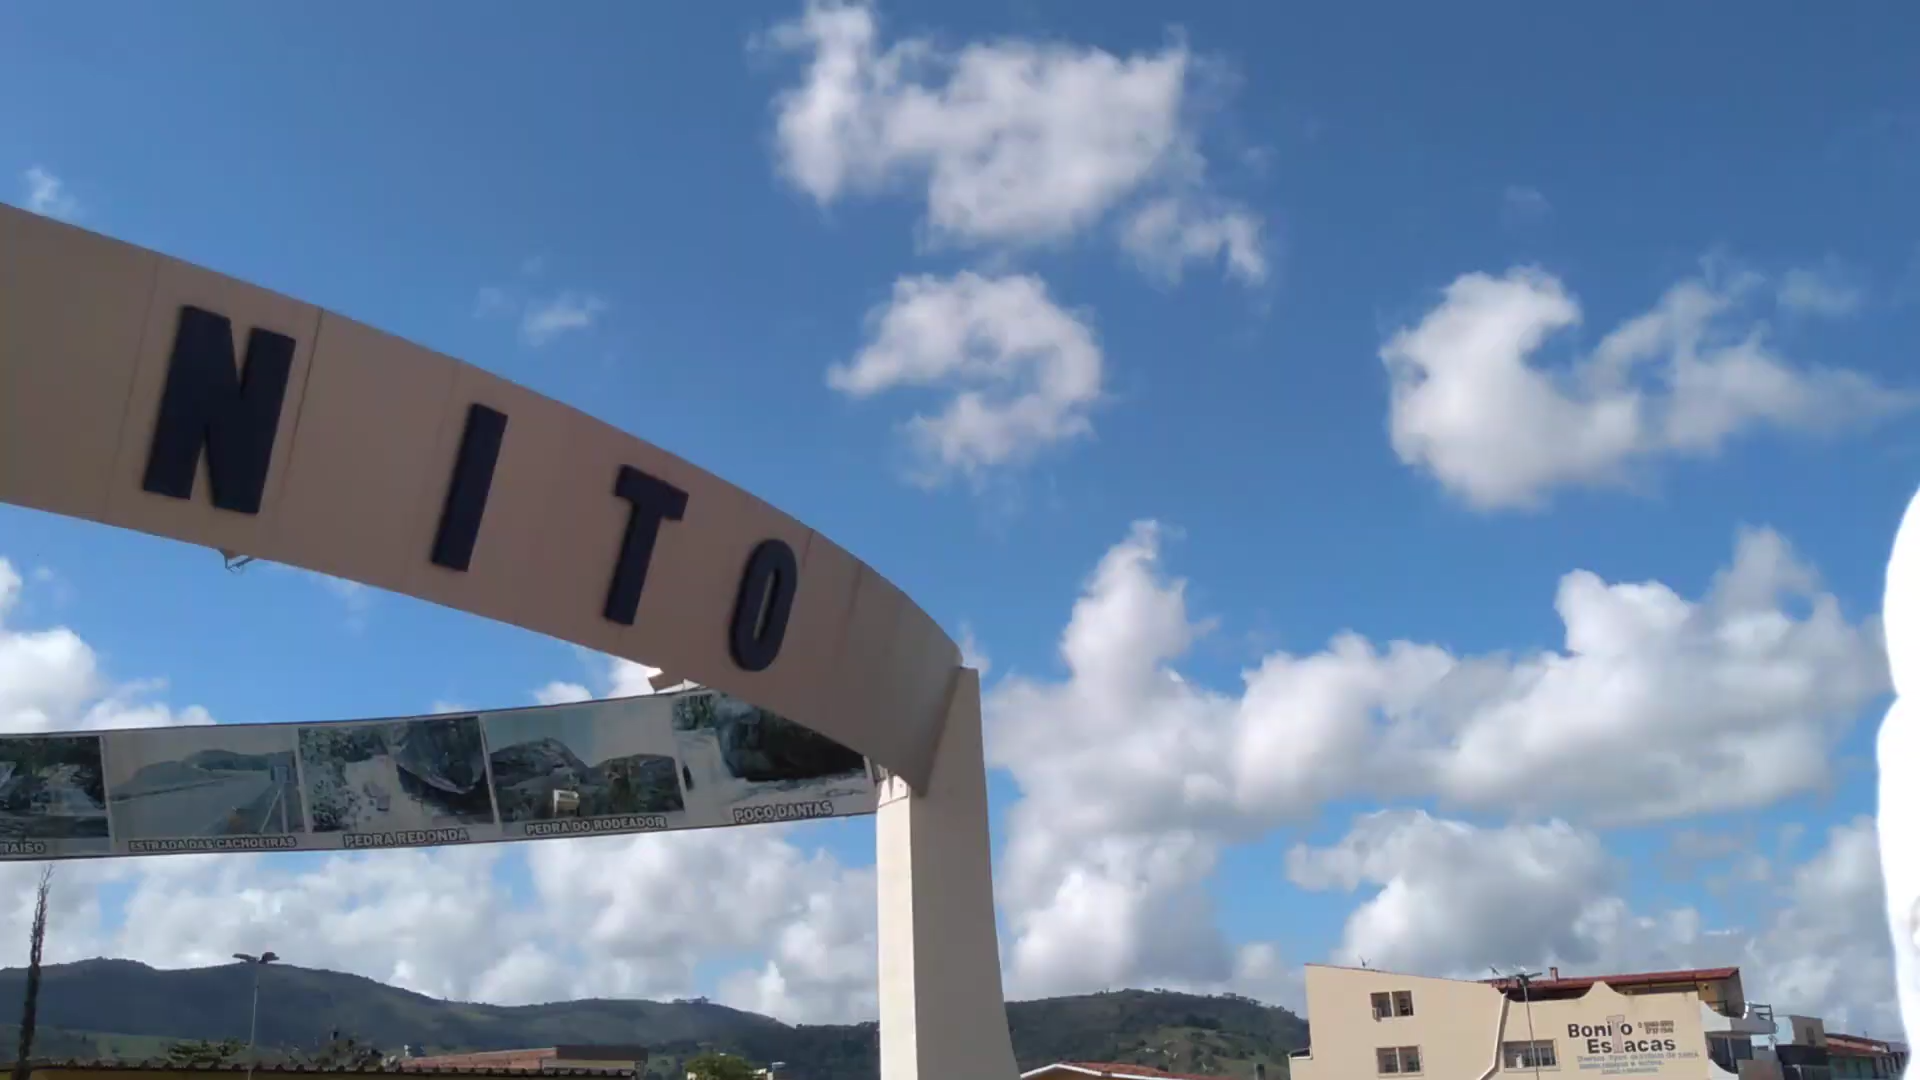 NITO
RAISO
ESTRADA DAS CACHOEIRAS
PEDRA REDONDA
PEDRA DO RODEADOR
POÇO DANTAS
Bonito
Estacas